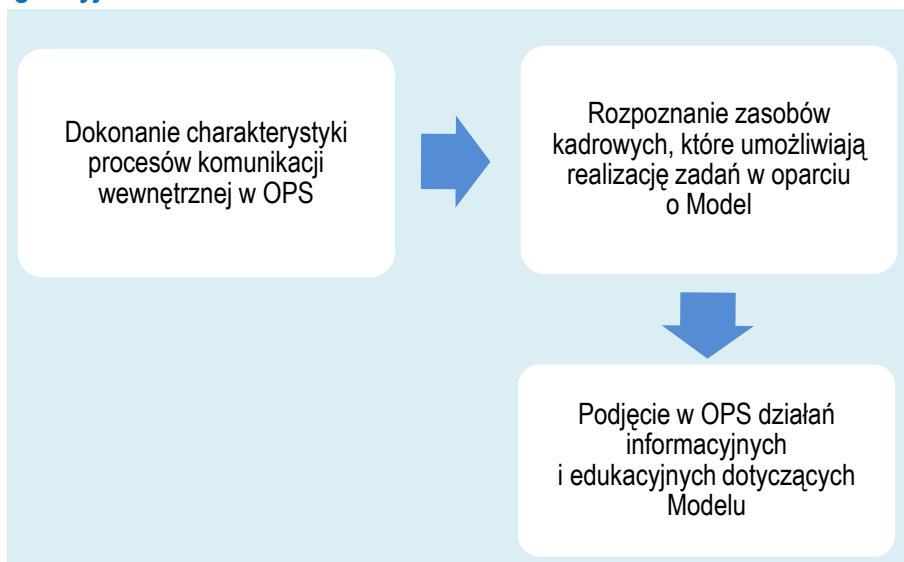 Dokonanie charakterystyki
procesów komunikacji
wewnętrznej w OPS
Rozpoznanie zasobów
kadrowych, które umożliwiają
realizację zadań w oparciu
o Model
Podjęcie w OPS działań
informacyjnych
i edukacyjnych dotyczących
Modelu